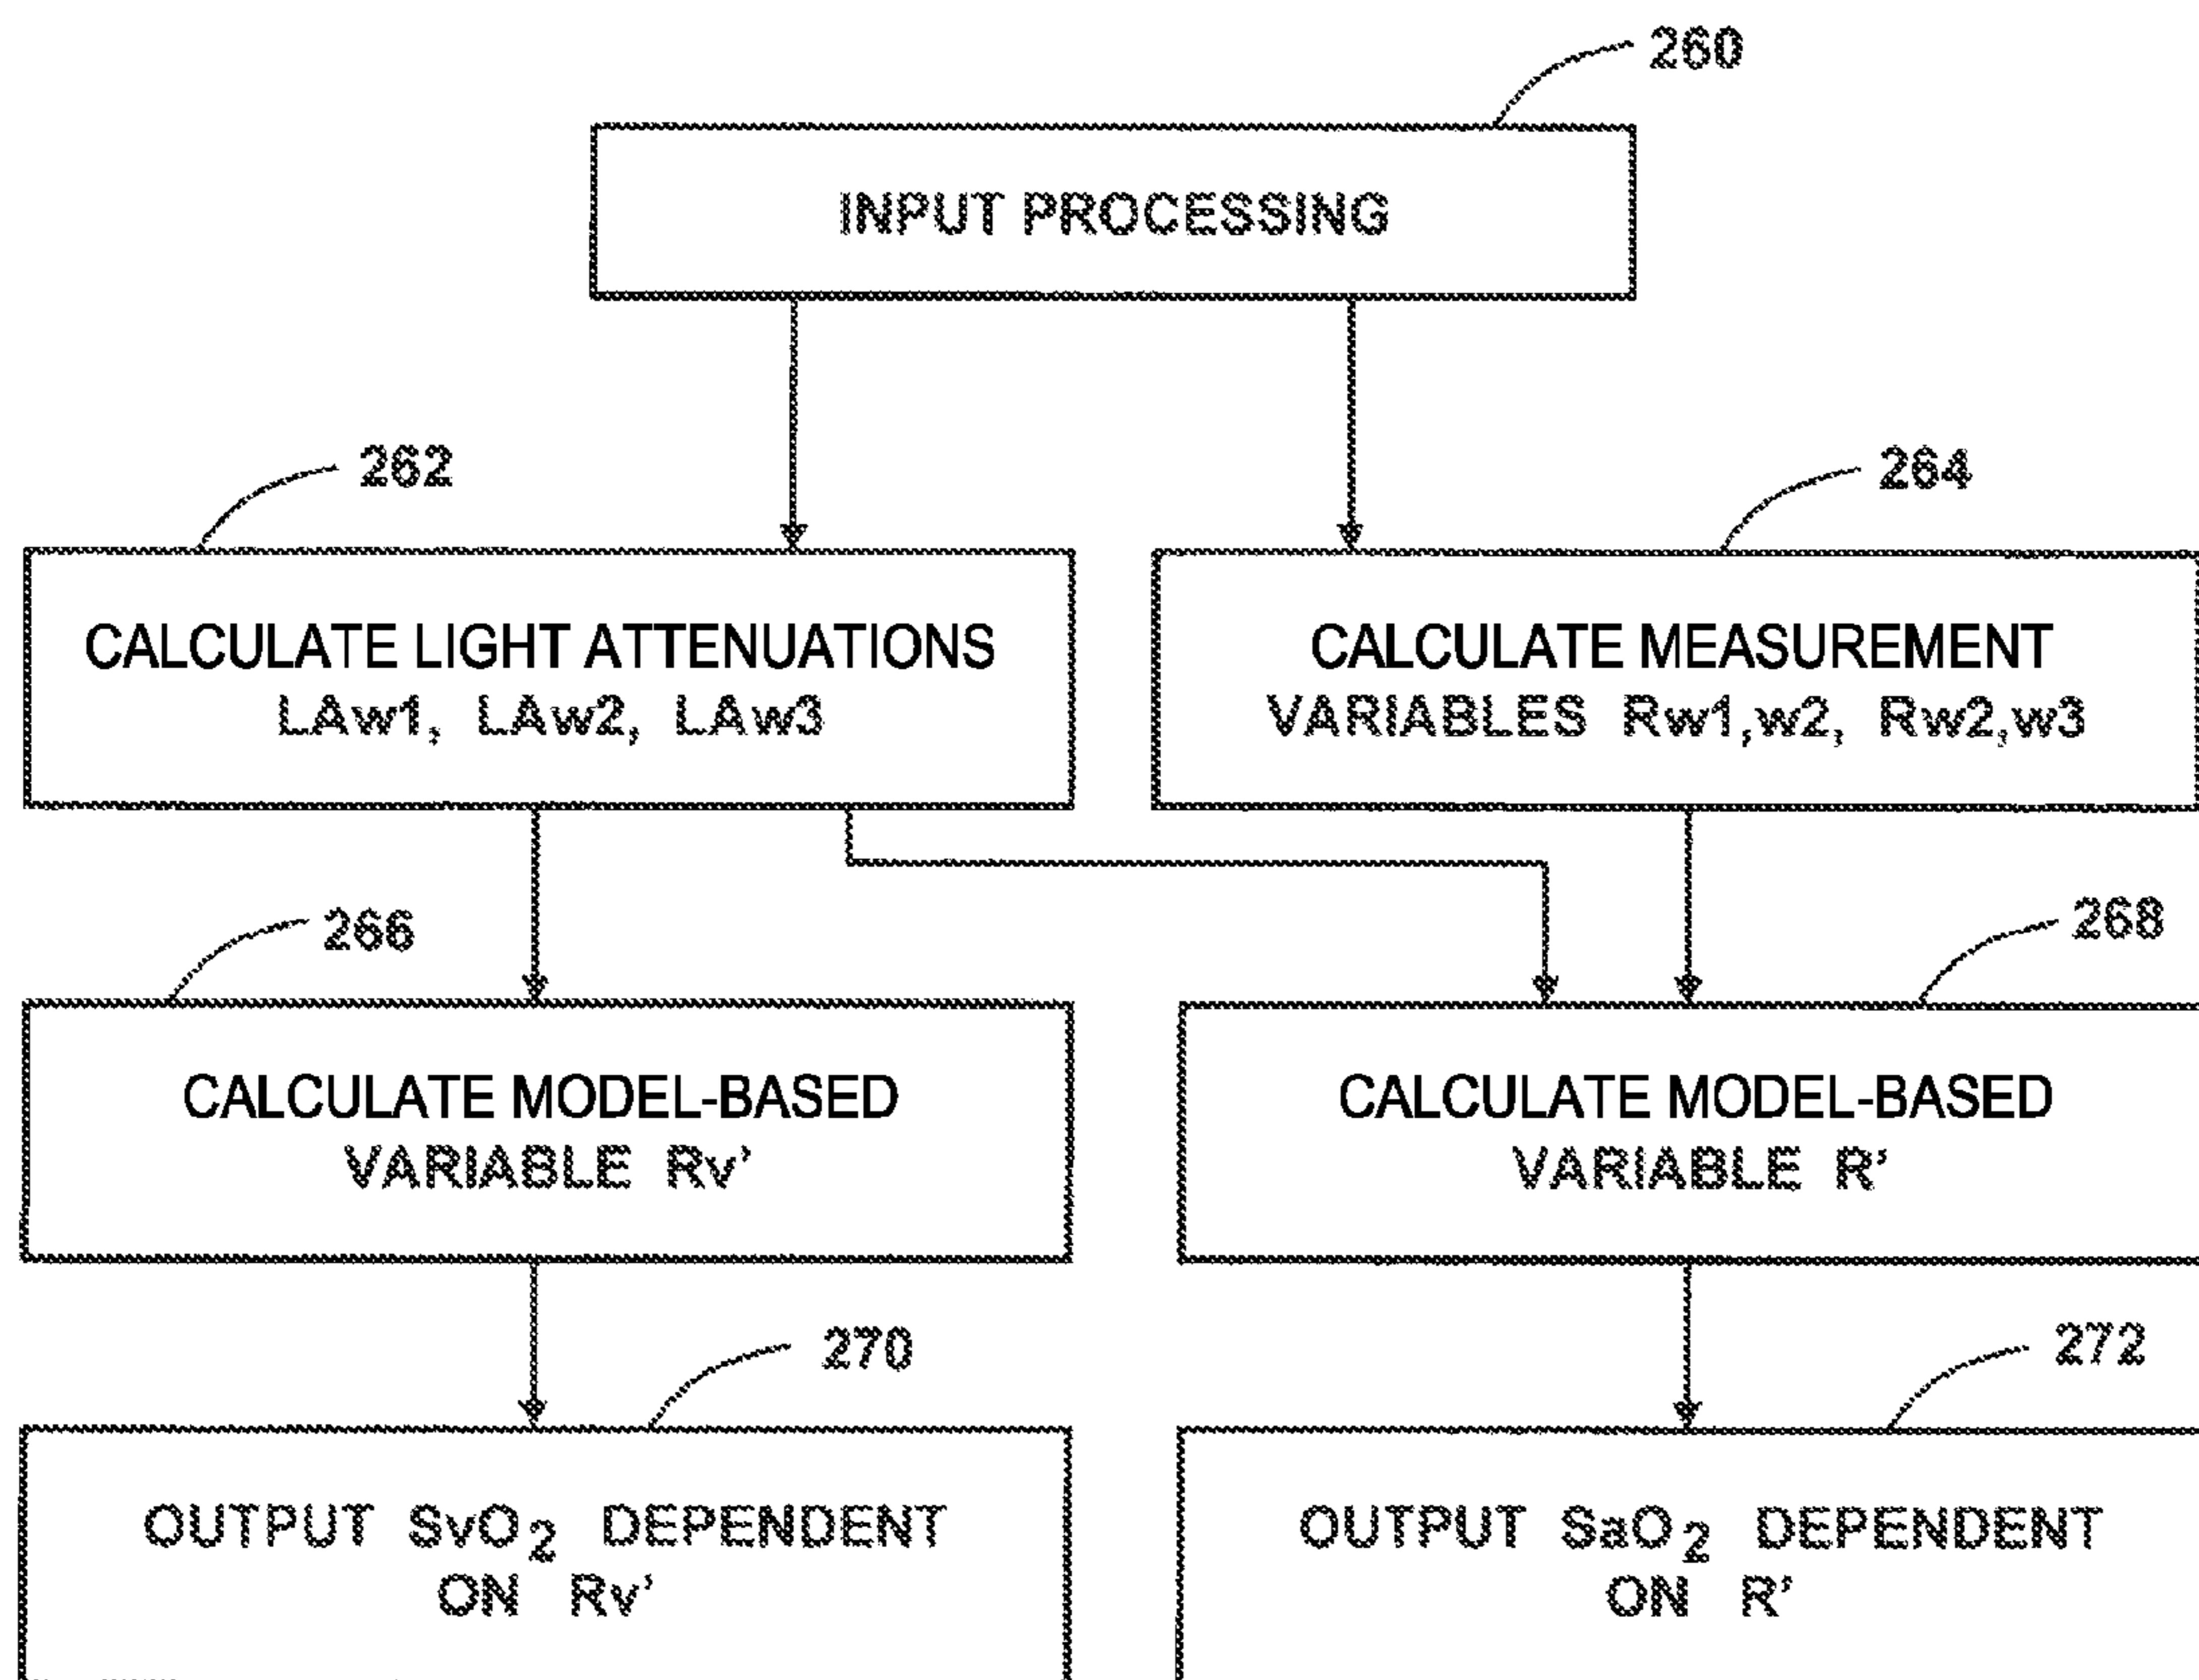 260
INPUT PROCESSING
262
264
CALCULATE LIGHT ATTENUATIONS
LAw1, LAw2, LAw3
CALCULATE MEASUREMENT
VARIABLES Rw1,w2, Rw2,w3
266
268
CALCULATE MODEL-BASED
VARIABLE Rv'
CALCULATE MODEL-BASED
VARIABLE R'
270
272
OUTPUT SvO₂ DEPENDENT
ON Rv'
OUTPUT SaO₂ DEPENDENT
ON R'